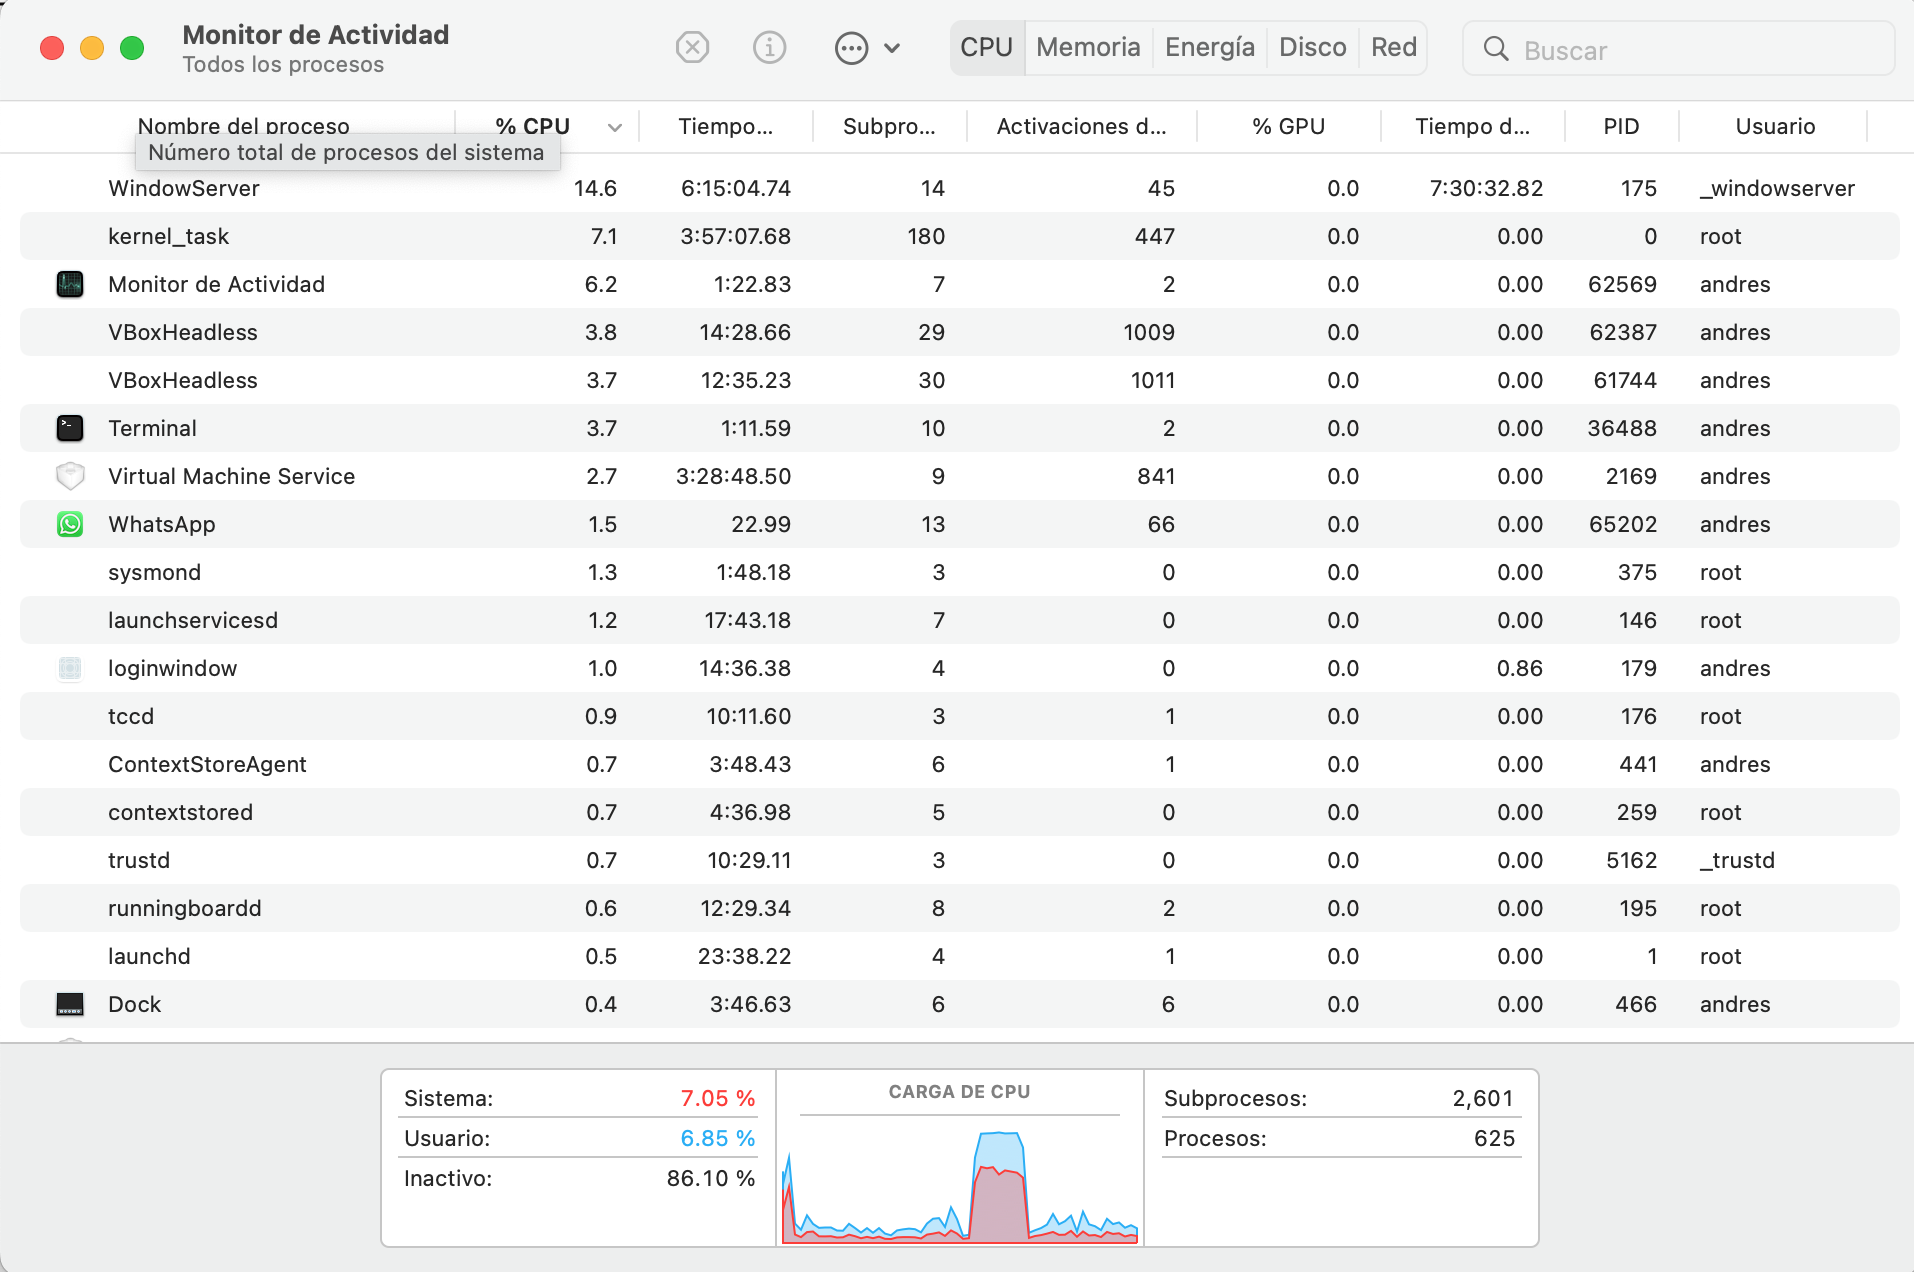 Monitor de Actividad
Todos los procesos
CPU Memoria Energía Disco Red Buscar
Nombre del proceso % CPU Tiempo... Subpro... Activaciones d... % GPU Tiempo d... PID Usuario
Número total de procesos del sistema
WindowServer 14.6 6:15:04.74 14 45 0.0 7:30:32.82 175 _windowserver
kernel_task 7.1 3:57:07.68 180 447 0.0 0.00 0 root
Monitor de Actividad 6.2 1:22.83 7 2 0.0 0.00 62569 andres
VBoxHeadless 3.8 14:28.66 29 1009 0.0 0.00 62387 andres
VBoxHeadless 3.7 12:35.23 30 1011 0.0 0.00 61744 andres
Terminal 3.7 1:11.59 10 2 0.0 0.00 36488 andres
Virtual Machine Service 2.7 3:28:48.50 9 841 0.0 0.00 2169 andres
WhatsApp 1.5 22.99 13 66 0.0 0.00 65202 andres
sysmond 1.3 1:48.18 3 0 0.0 0.00 375 root
launchservicesd 1.2 17:43.18 7 0 0.0 0.00 146 root
loginwindow 1.0 14:36.38 4 0 0.0 0.86 179 andres
tccd 0.9 10:11.60 3 1 0.0 0.00 176 root
ContextStoreAgent 0.7 3:48.43 6 1 0.0 0.00 441 andres
contextstored 0.7 4:36.98 5 0 0.0 0.00 259 root
trustd 0.7 10:29.11 3 0 0.0 0.00 5162 _trustd
runningboardd 0.6 12:29.34 8 2 0.0 0.00 195 root
launchd 0.5 23:38.22 4 1 0.0 0.00 1 root
Dock 0.4 3:46.63 6 6 0.0 0.00 466 andres
Sistema: 7.05 % CARGA DE CPU Subprocesos: 2,601
Usuario: 6.85 % Procesos: 625
Inactivo: 86.10 %